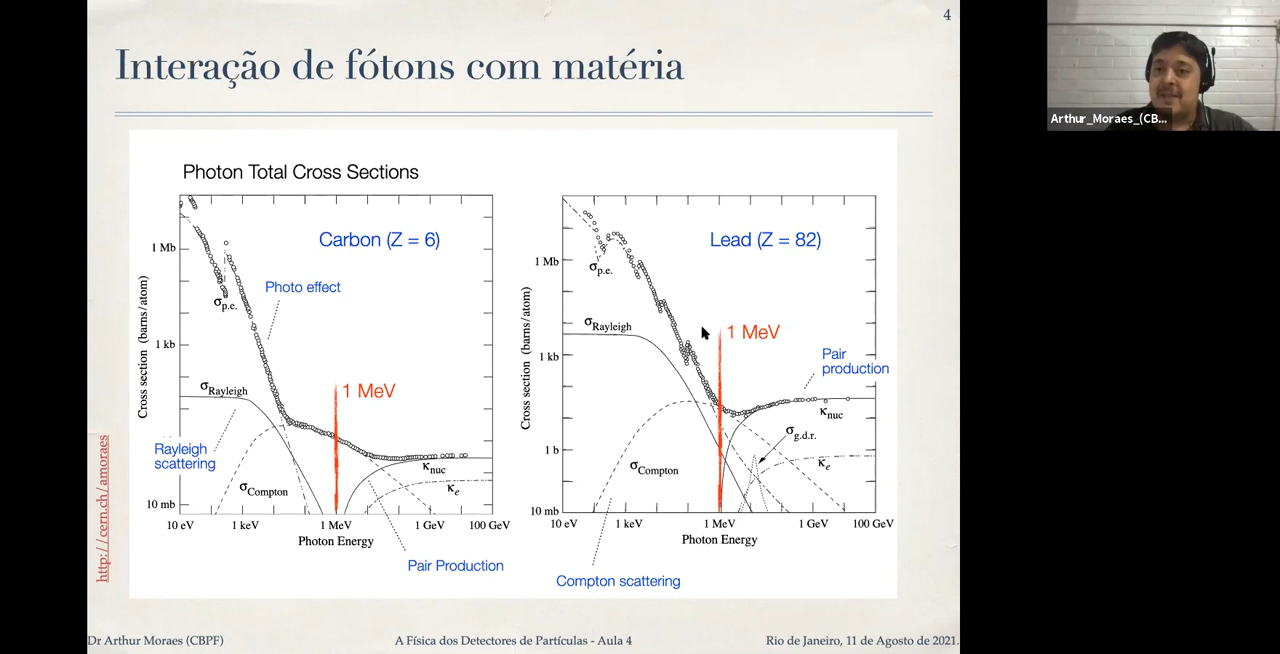 4
Interação de fótons com matéria
Arthur_Moraes_(CB...
Photon Total Cross Sections
Carbon (Z = 6)
1 Mb
Photo effect
σp.e.
Cross section (barns/atom)
1 kb
1 MeV
σRayleigh
Rayleigh
scattering
σCompton
κnuc
κe
10 mb
10 eV 1 keV 1 MeV 1 GeV 100 GeV
Photon Energy
Pair Production
Lead (Z = 82)
1 Mb
σp.e.
Cross section (barns/atom)
σRayleigh
1 MeV
1 kb
Pair
production
κnuc
σg.d.r.
1 b
σCompton
κe
10 mb
10 eV 1 keV 1 MeV 1 GeV 100 GeV
Photon Energy
Compton scattering
http://cern.ch/amoraes
Dr Arthur Moraes (CBPF) A Física dos Detectores de Partículas - Aula 4 Rio de Janeiro, 11 de Agosto de 2021.